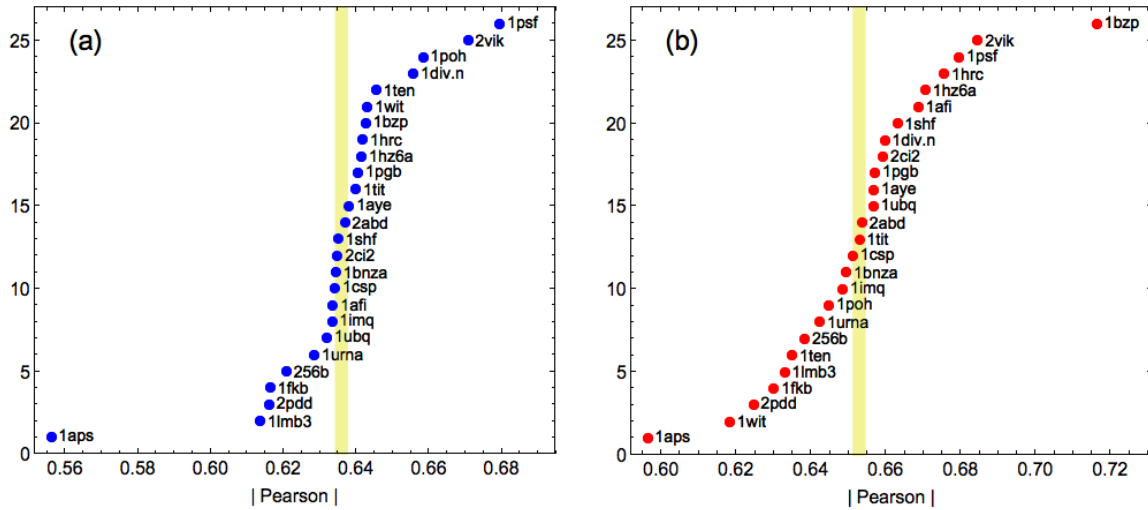 (a)
25
20
15
10
5
0
1psf
2vik
1poh
1div.n
1ten
1wit
1bzp
1hrc
1hz6a
1pgb
1tit
1aye
2abd
1shf
2ci2
1bnza
1csp
1afi
1imq
1ubq
1urna
256b
1fkb
2pdd
1lmb3
1aps
0.56 0.58 0.60 0.62 0.64 0.66 0.68
| Pearson |
(b)
25
20
15
10
5
0
1bzp
2vik
1psf
1hrc
1hz6a
1afi
1shf
1div.n
2ci2
1pgb
1aye
1ubq
2abd
1tit
1csp
1bnza
1imq
1poh
1urna
256b
1ten
1lmb3
1fkb
2pdd
1wit
1aps
0.60 0.62 0.64 0.66 0.68 0.70 0.72
| Pearson |